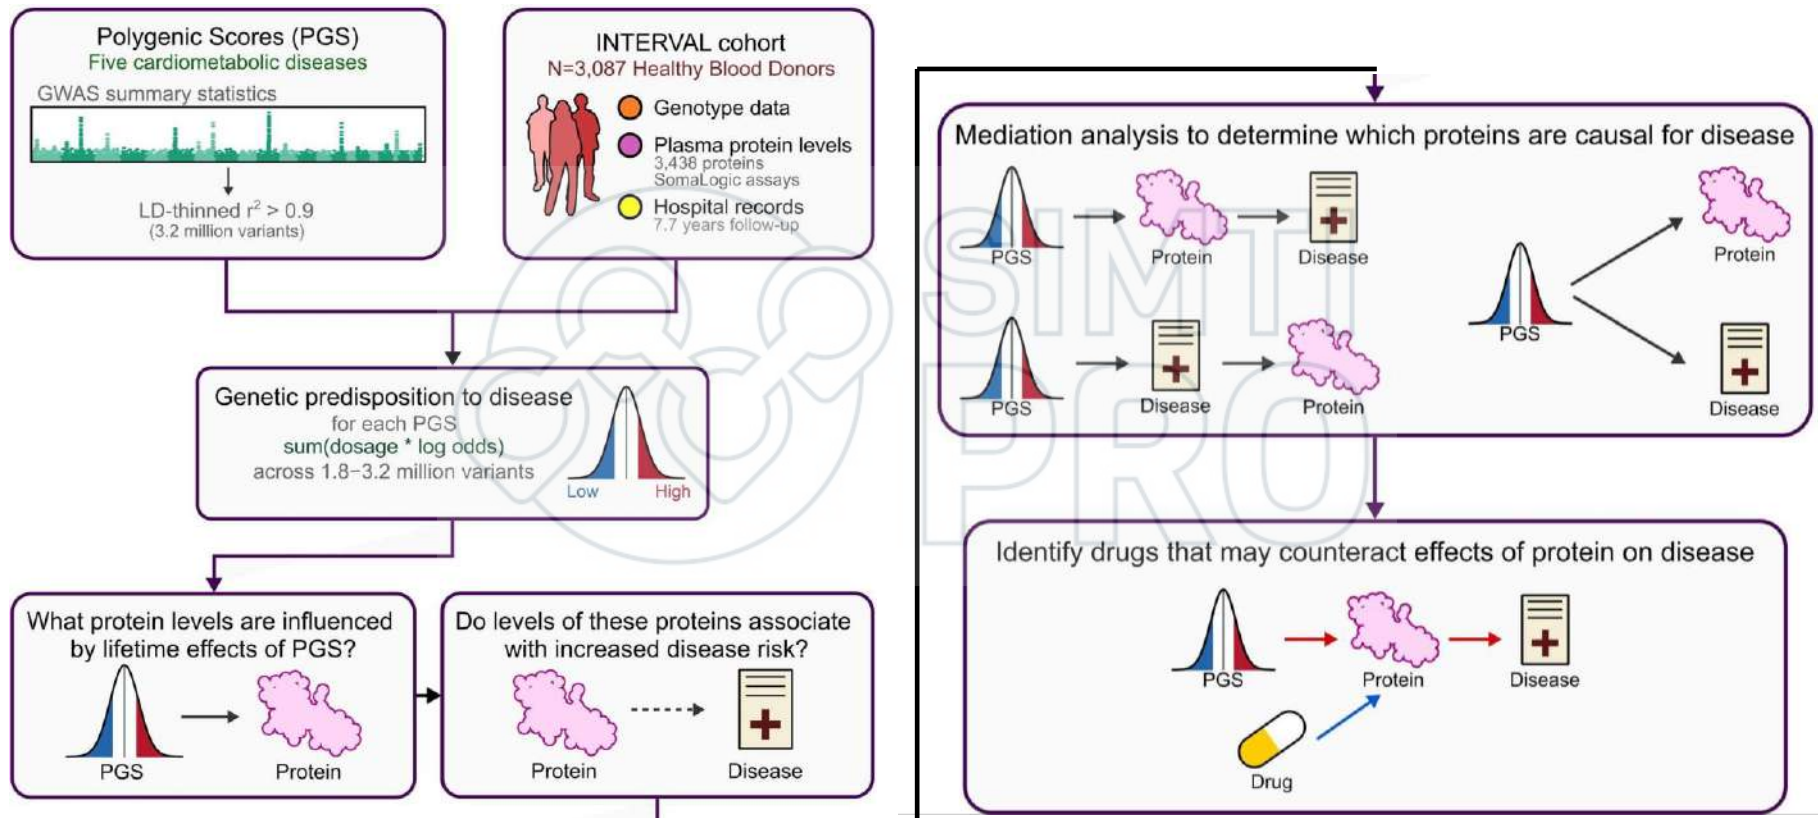 Polygenic Scores (PGS)
Five cardiometabolic diseases
GWAS summary statistics
LD-thinned r² > 0.9
(3.2 million variants)
INTERVAL cohort
N=3,087 Healthy Blood Donors
Genotype data
Plasma protein levels
3,438 proteins
SomaLogic assays
Hospital records
7.7 years follow-up
Genetic predisposition to disease
for each PGS
sum(dosage * log odds)
across 1.8–3.2 million variants
Low
High
What protein levels are influenced
by lifetime effects of PGS?
PGS
Protein
Do levels of these proteins associate
with increased disease risk?
Protein
Disease
Mediation analysis to determine which proteins are causal for disease
PGS
Protein
Disease
PGS
Disease
Protein
PGS
Protein
Disease
Identify drugs that may counteract effects of protein on disease
PGS
Protein
Disease
Drug
SIMTI
PRO